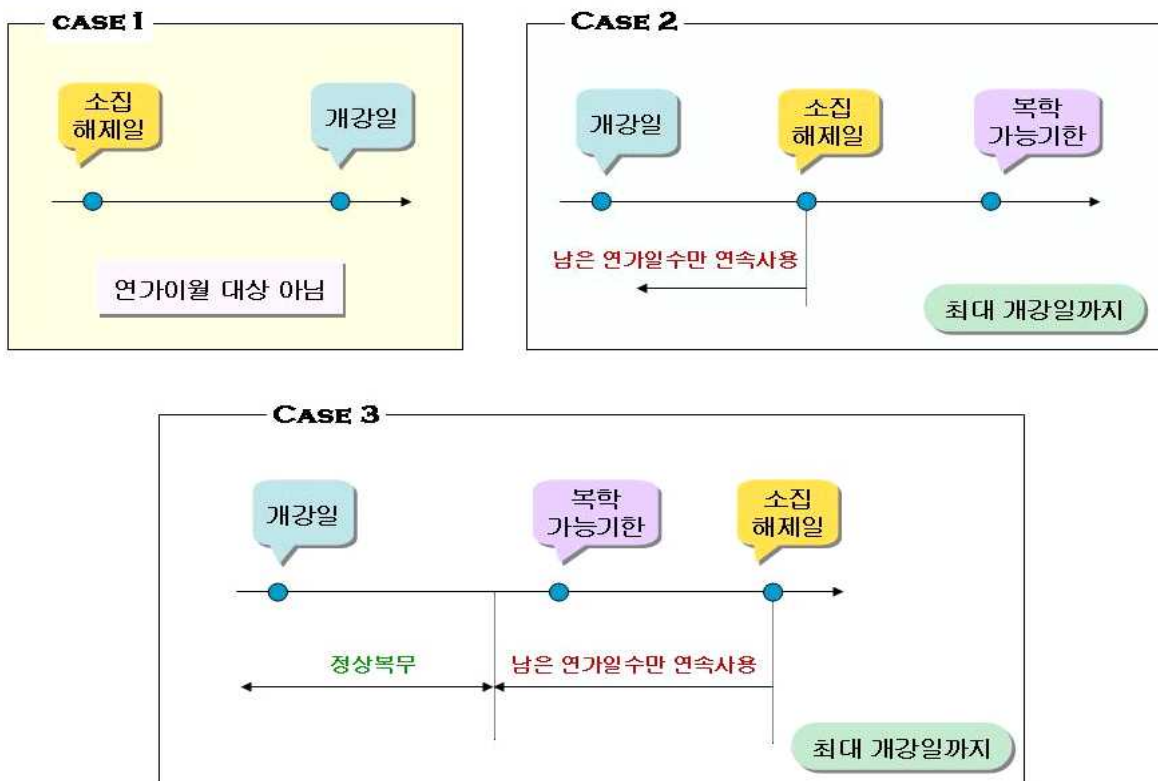 CASE 1
소집
해제일
개강일
연가이월 대상 아님
CASE 2
개강일
소집
해제일
복학
가능기한
남은 연가일수만 연속사용
최대 개강일까지
CASE 3
개강일
복학
가능기한
소집
해제일
정상복무
남은 연가일수만 연속사용
최대 개강일까지